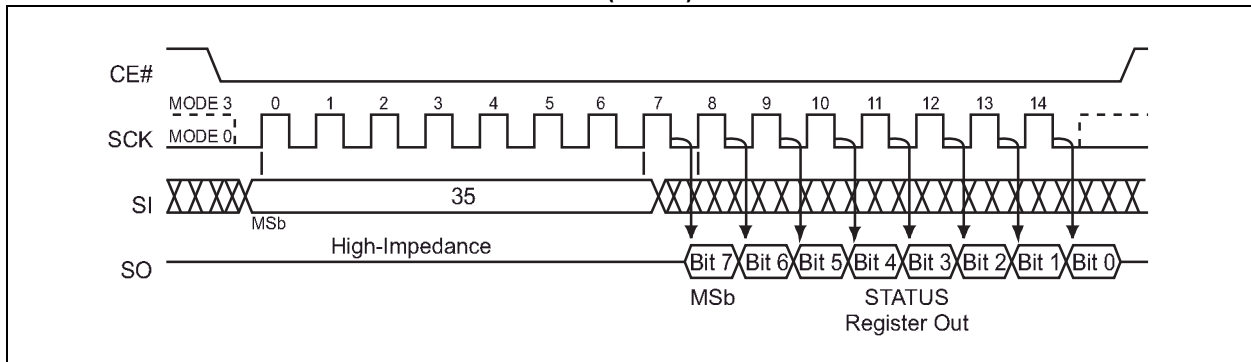 CE#
MODE 3 0 1 2 3 4 5 6 7 8 9 10 11 12 13 14
SCK MODE 0
SI 35
MSb
High-Impedance
SO Bit 7 Bit 6 Bit 5 Bit 4 Bit 3 Bit 2 Bit 1 Bit 0
MSb STATUS
Register Out